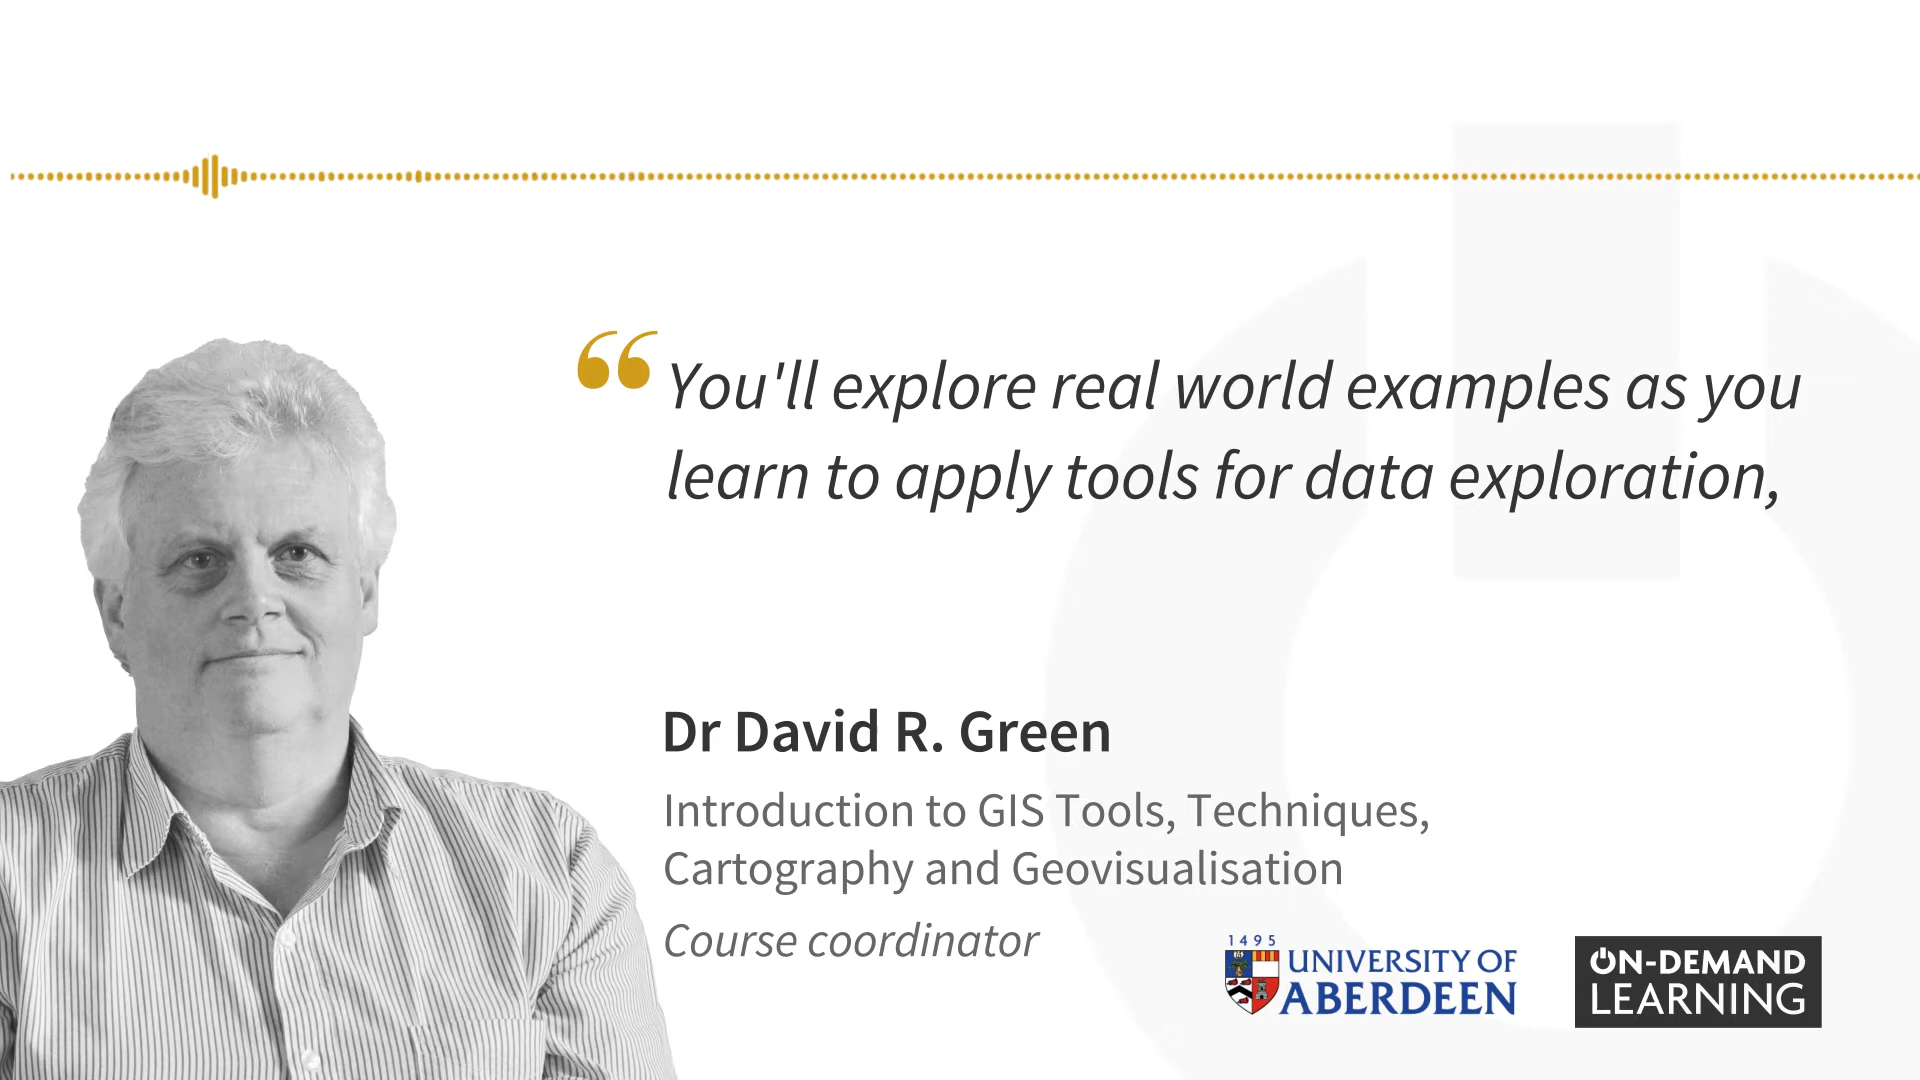 “You'll explore real world examples as you
learn to apply tools for data exploration,
Dr David R. Green
Introduction to GIS Tools, Techniques,
Cartography and Geovisualisation
Course coordinator
1495
UNIVERSITY OF
ABERDEEN
ON-DEMAND
LEARNING